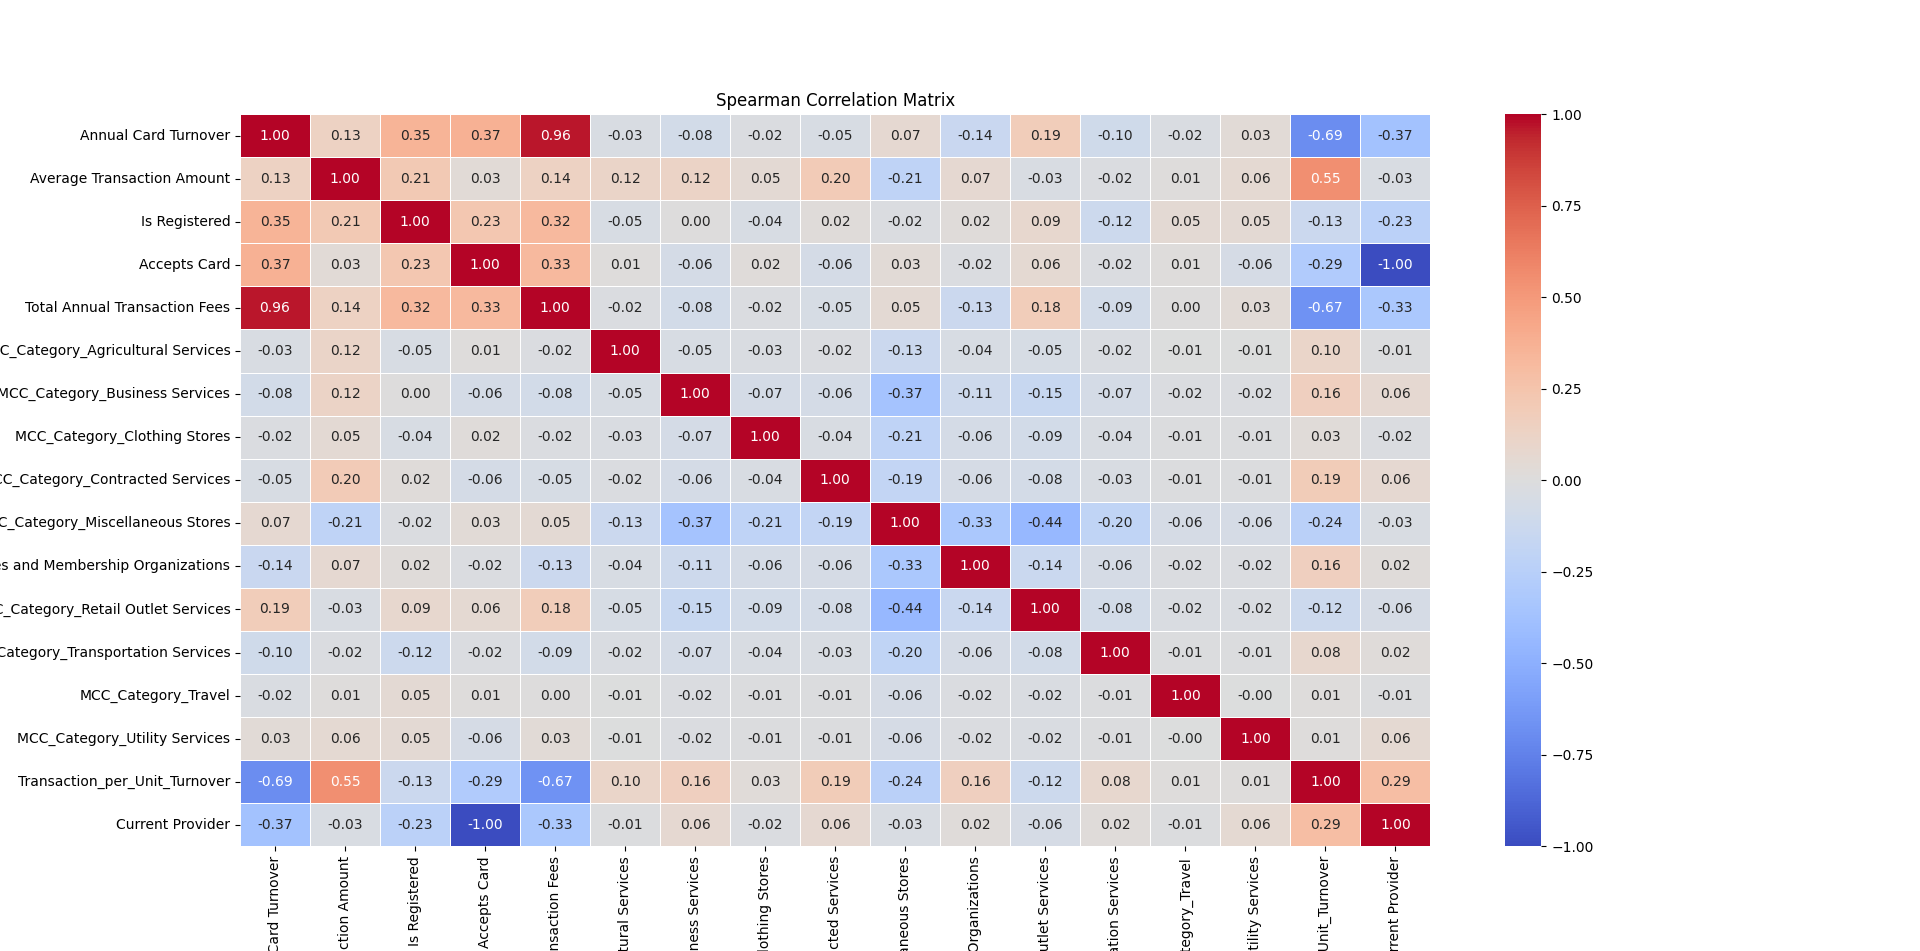 Spearman Correlation Matrix
Annual Card Turnover 1.00 0.13 0.35 0.37 0.96 -0.03 -0.08 -0.02 -0.05 0.07 -0.14 0.19 -0.10 -0.02 0.03 -0.69 -0.37
Average Transaction Amount 0.13 1.00 0.21 0.03 0.14 0.12 0.12 0.05 0.20 -0.21 0.07 -0.03 -0.02 0.01 0.06 0.55 -0.03
Is Registered 0.35 0.21 1.00 0.23 0.32 -0.05 0.00 -0.04 0.02 -0.02 0.02 0.09 -0.12 0.05 0.05 -0.13 -0.23
Accepts Card 0.37 0.03 0.23 1.00 0.33 0.01 -0.06 0.02 -0.06 0.03 -0.02 0.06 -0.02 0.01 -0.06 -0.29 -1.00
Total Annual Transaction Fees 0.96 0.14 0.32 0.33 1.00 -0.02 -0.08 -0.02 -0.05 0.05 -0.13 0.18 -0.09 0.00 0.03 -0.67 -0.33
C_Category_Agricultural Services -0.03 0.12 -0.05 0.01 -0.02 1.00 -0.05 -0.03 -0.02 -0.13 -0.04 -0.05 -0.02 -0.01 -0.01 0.10 -0.01
MCC_Category_Business Services -0.08 0.12 0.00 -0.06 -0.08 -0.05 1.00 -0.07 -0.06 -0.37 -0.11 -0.15 -0.07 -0.02 -0.02 0.16 0.06
MCC_Category_Clothing Stores -0.02 0.05 -0.04 0.02 -0.02 -0.03 -0.07 1.00 -0.04 -0.21 -0.06 -0.09 -0.04 -0.01 -0.01 0.03 -0.02
CC_Category_Contracted Services -0.05 0.20 0.02 -0.06 -0.05 -0.02 -0.06 -0.04 1.00 -0.19 -0.06 -0.08 -0.03 -0.01 -0.01 0.19 0.06
C_Category_Miscellaneous Stores 0.07 -0.21 -0.02 0.03 0.05 -0.13 -0.37 -0.21 -0.19 1.00 -0.33 -0.44 -0.20 -0.06 -0.06 -0.24 -0.03
es and Membership Organizations -0.14 0.07 0.02 -0.02 -0.13 -0.04 -0.11 -0.06 -0.06 -0.33 1.00 -0.14 -0.06 -0.02 -0.02 0.16 0.02
C_Category_Retail Outlet Services 0.19 -0.03 0.09 0.06 0.18 -0.05 -0.15 -0.09 -0.08 -0.44 -0.14 1.00 -0.08 -0.02 -0.02 -0.12 -0.06
Category_Transportation Services -0.10 -0.02 -0.12 -0.02 -0.09 -0.02 -0.07 -0.04 -0.03 -0.20 -0.06 -0.08 1.00 -0.01 -0.01 0.08 0.02
MCC_Category_Travel -0.02 0.01 0.05 0.01 0.00 -0.01 -0.02 -0.01 -0.01 -0.06 -0.02 -0.02 -0.01 1.00 -0.00 0.01 -0.01
MCC_Category_Utility Services 0.03 0.06 0.05 -0.06 0.03 -0.01 -0.02 -0.01 -0.01 -0.06 -0.02 -0.02 -0.01 -0.00 1.00 0.01 0.06
Transaction_per_Unit_Turnover -0.69 0.55 -0.13 -0.29 -0.67 0.10 0.16 0.03 0.19 -0.24 0.16 -0.12 0.08 0.01 0.01 1.00 0.29
Current Provider -0.37 -0.03 -0.23 -1.00 -0.33 -0.01 0.06 -0.02 0.06 -0.03 0.02 -0.06 0.02 -0.01 0.06 0.29 1.00
Card Turnover
ction Amount
Is Registered
Accepts Card
nsaction Fees
tural Services
ness Services
lothing Stores
cted Services
aneous Stores
Organizations
utlet Services
ation Services
tegory_Travel
tility Services
Unit_Turnover
rrent Provider
1.00
0.75
0.50
0.25
0.00
−0.25
−0.50
−0.75
−1.00